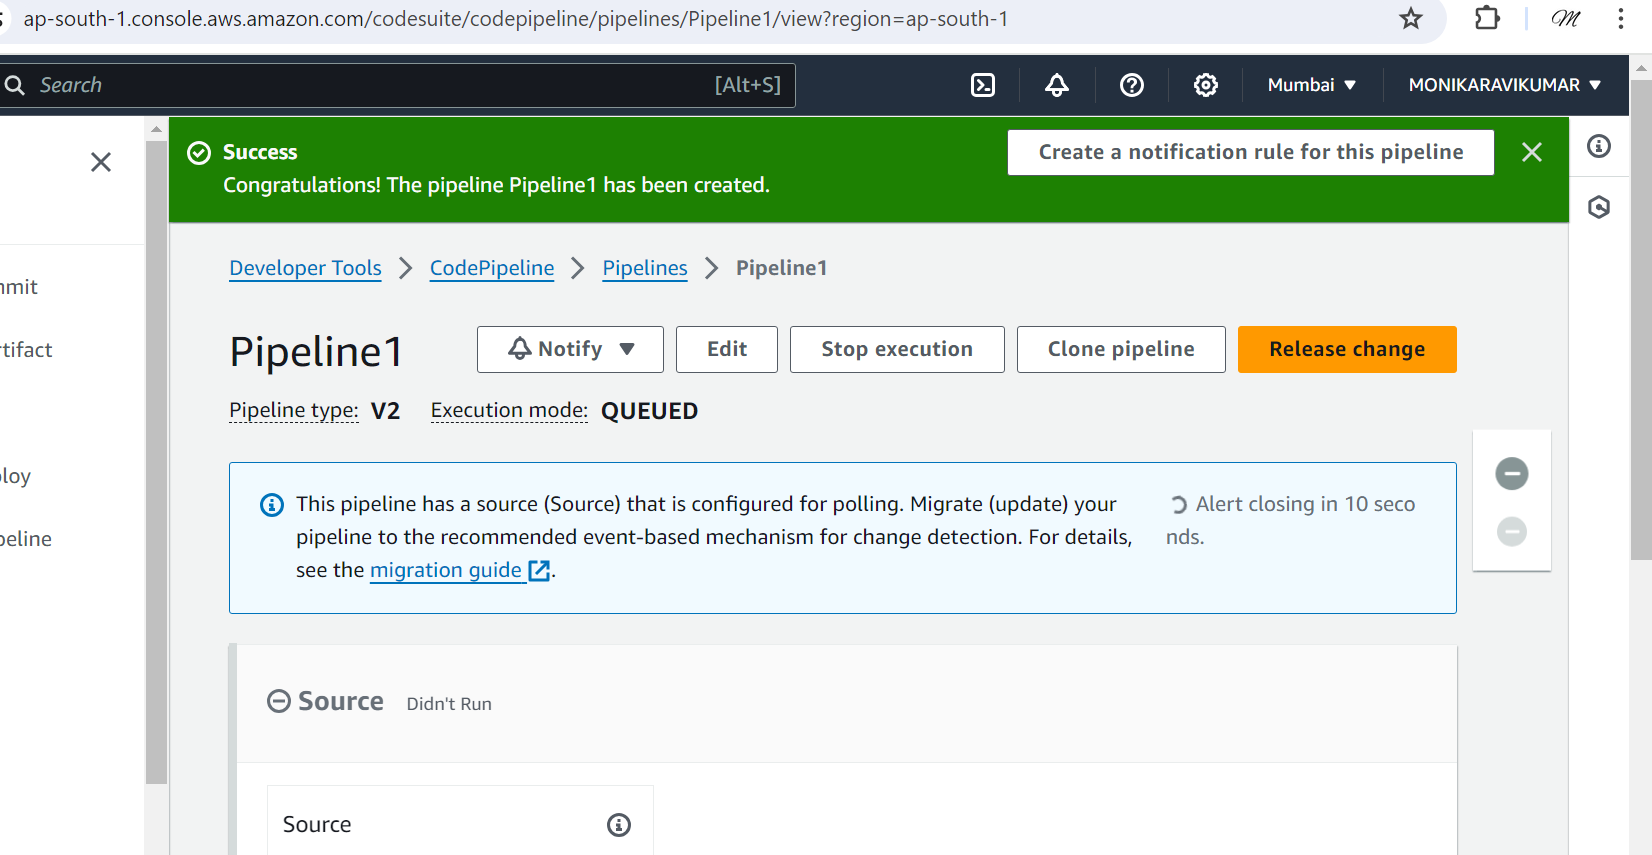 ap-south-1.console.aws.amazon.com/codesuite/codepipeline/pipelines/Pipeline1/view?region=ap-south-1
Search [Alt+S] Mumbai ▼ MONIKARAVIKUMAR ▼
Success
Congratulations! The pipeline Pipeline1 has been created.
Create a notification rule for this pipeline
Developer Tools > CodePipeline > Pipelines > Pipeline1
mit
tifact
loy
eline
Pipeline1
Notify ▼ Edit Stop execution Clone pipeline Release change
Pipeline type: V2 Execution mode: QUEUED
This pipeline has a source (Source) that is configured for polling. Migrate (update) your
pipeline to the recommended event-based mechanism for change detection. For details,
see the migration guide.
Alert closing in 10 seco
nds.
Source Didn't Run
Source